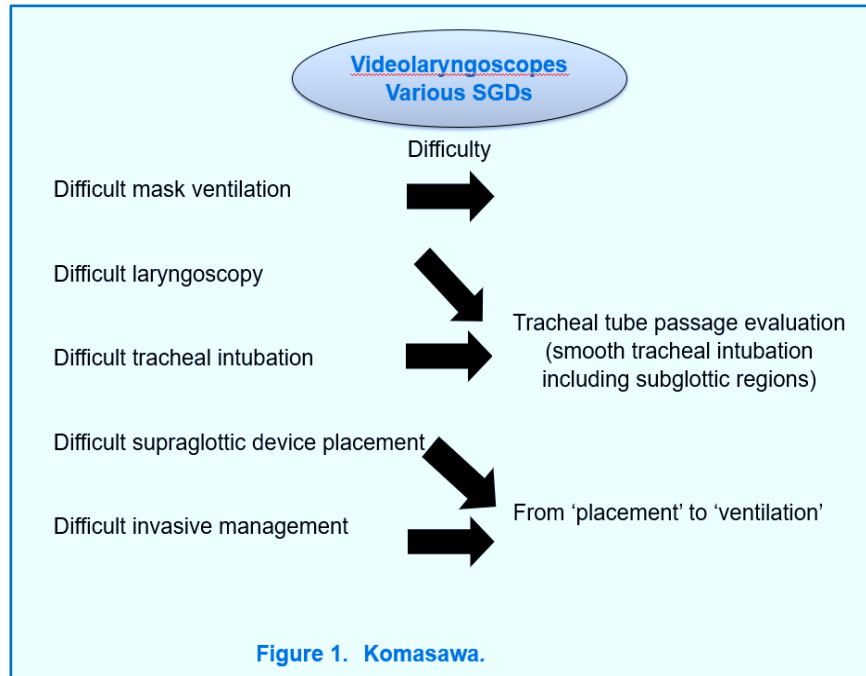 Videolaryngoscopes
Various SGDs
Difficulty
Difficult mask ventilation
Difficult laryngoscopy
Tracheal tube passage evaluation
(smooth tracheal intubation
including subglottic regions)
Difficult tracheal intubation
Difficult supraglottic device placement
From ‘placement’ to ‘ventilation’
Difficult invasive management
Figure 1. Komasawa.